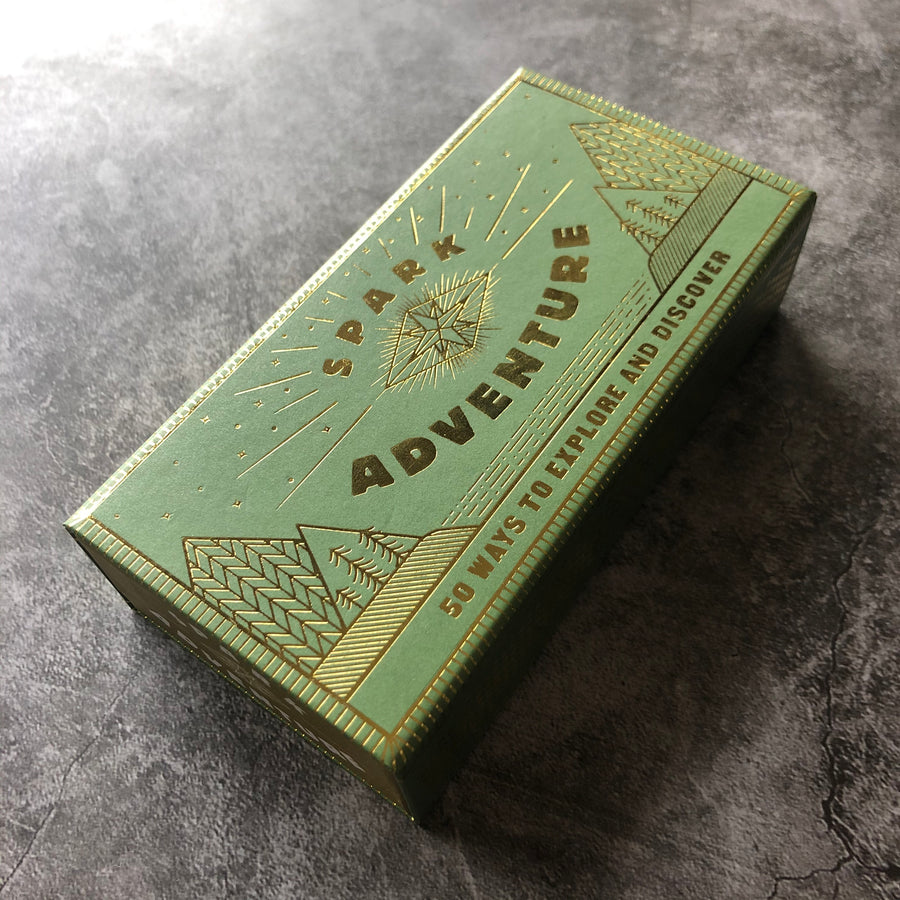 SPARK
ADVENTURE
50 WAYS TO EXPLORE AND DISCOVER